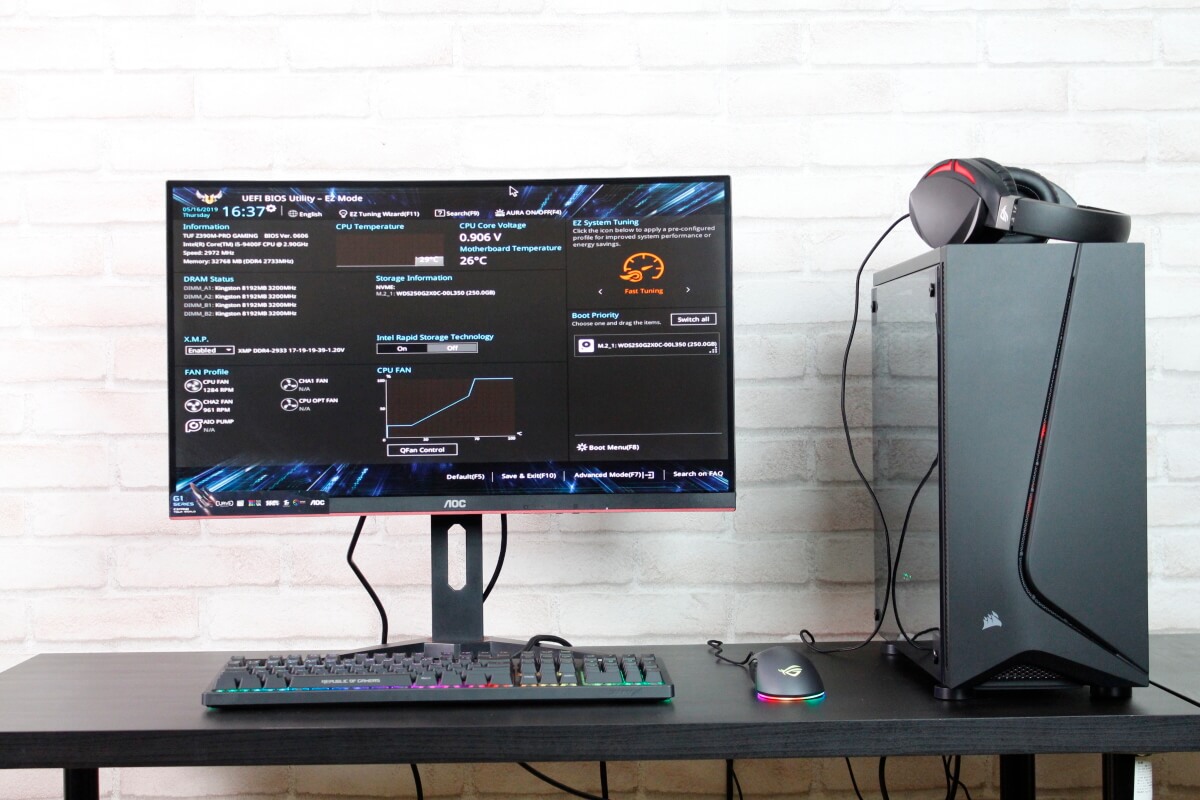 UEFI BIOS Utility – EZ Mode
05/16/2019
Thursday
16:37
English
EZ Tuning Wizard(F11)
Search(F9)
AURA ON/OFF(F4)
Information
TUF Z390M-PRO GAMING BIOS Ver. 0606
Intel(R) Core(TM) i5-9400F CPU @ 2.90GHz
Speed: 2972 MHz
Memory: 32768 MB (DDR4 2733MHz)
CPU Temperature
29°C
CPU Core Voltage
0.906 V
Motherboard Temperature
26°C
EZ System Tuning
Click the icon below to apply a pre-configured
profile for improved system performance or
energy savings.
Fast Tuning
DRAM Status
DIMM_A1: Kingston 8192MB 3200MHz
DIMM_A2: Kingston 8192MB 3200MHz
DIMM_B1: Kingston 8192MB 3200MHz
DIMM_B2: Kingston 8192MB 3200MHz
Storage Information
NVME:
M.2_1: WDS250G2X0C-00L350 (250.0GB)
Boot Priority
Choose one and drag the items.
Switch all
M.2_1: WDS250G2X0C-00L350 (250.0GB)
X.M.P.
Enabled
XMP DDR4-2933 17-19-19-39-1.20V
Intel Rapid Storage Technology
On
Off
FAN Profile
CPU FAN
1284 RPM
CHA1 FAN
N/A
CHA2 FAN
961 RPM
CPU OPT FAN
N/A
AIO PUMP
N/A
CPU FAN
%
100
50
0
30
70
100
°C
QFan Control
Boot Menu(F8)
Default(F5)
Save & Exit(F10)
Advanced Mode(F7)
Search on FAQ
G1
SERIES
AOC
AOC
REPUBLIC OF GAMERS